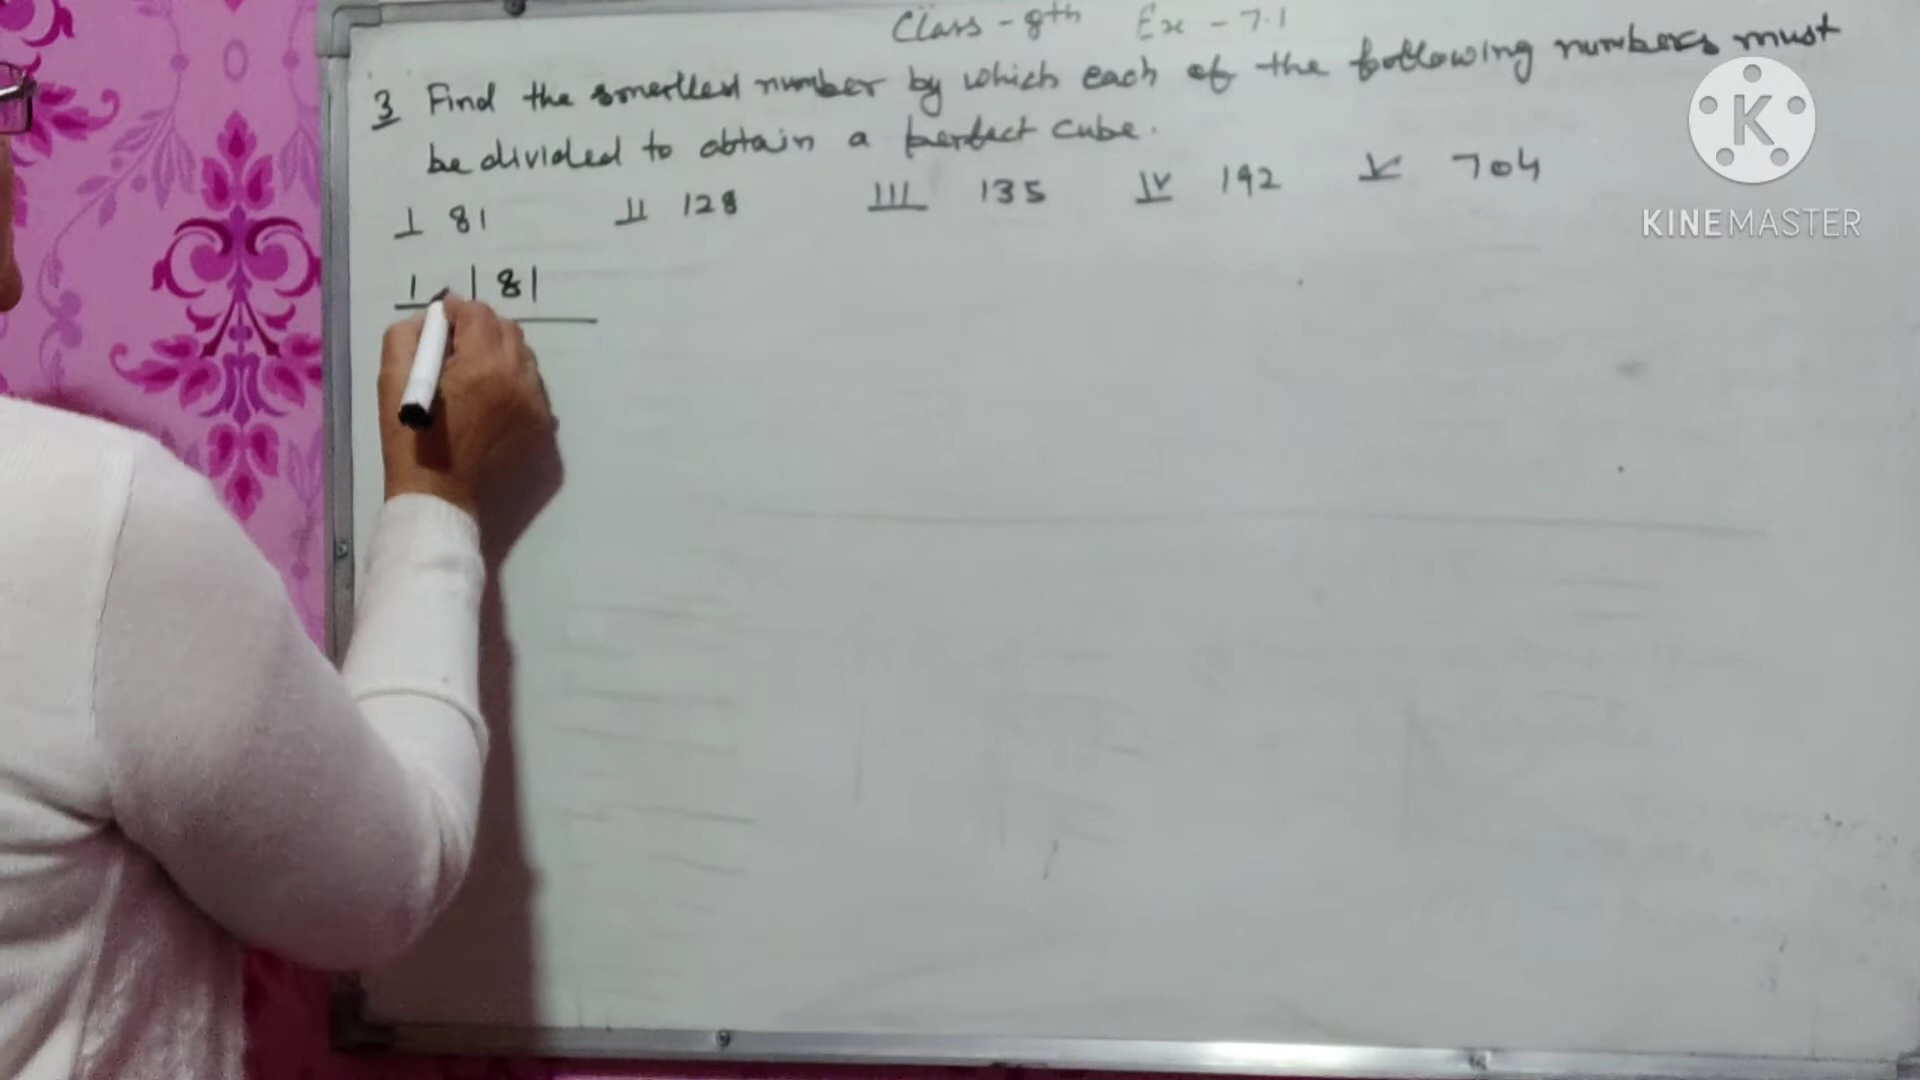 Class - 8th Ex - 7.1
3 Find the smallest number by which each of the following numbers must
be divided to obtain a perfect cube.
I 81 II 128 III 135 IV 192 V 704
1 81
K
KINEMASTER